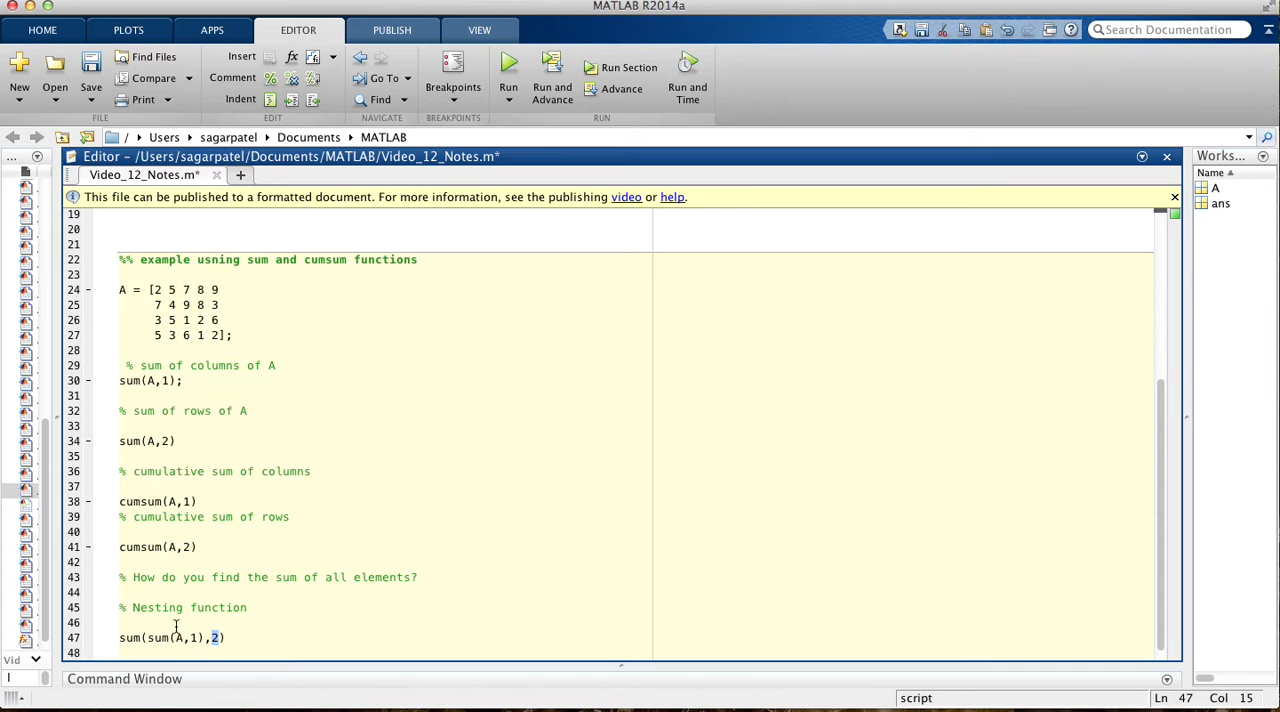 MATLAB R2014a
HOME PLOTS APPS EDITOR PUBLISH VIEW Search Documentation
New Open Save Find Files Compare Print FILE
Insert Comment Indent EDIT
Go To Find NAVIGATE
Breakpoints BREAKPOINTS
Run Run and Advance Run Section Advance Run and Time RUN
/ Users sagarpatel Documents MATLAB
... Editor - /Users/sagarpatel/Documents/MATLAB/Video_12_Notes.m* Works...
Video_12_Notes.m* Name
This file can be published to a formatted document. For more information, see the publishing video or help. A
ans
19
20
21
22 %% example usning sum and cumsum functions
23
24 - A = [2 5 7 8 9
25 7 4 9 8 3
26 3 5 1 2 6
27 5 3 6 1 2];
28
29 % sum of columns of A
30 - sum(A,1);
31
32 % sum of rows of A
33
34 - sum(A,2)
35
36 % cumulative sum of columns
37
38 - cumsum(A,1)
39 % cumulative sum of rows
40
41 - cumsum(A,2)
42
43 % How do you find the sum of all elements?
44
45 % Nesting function
46
47 sum(sum(A,1),2)
48
Vid
Command Window
script Ln 47 Col 15